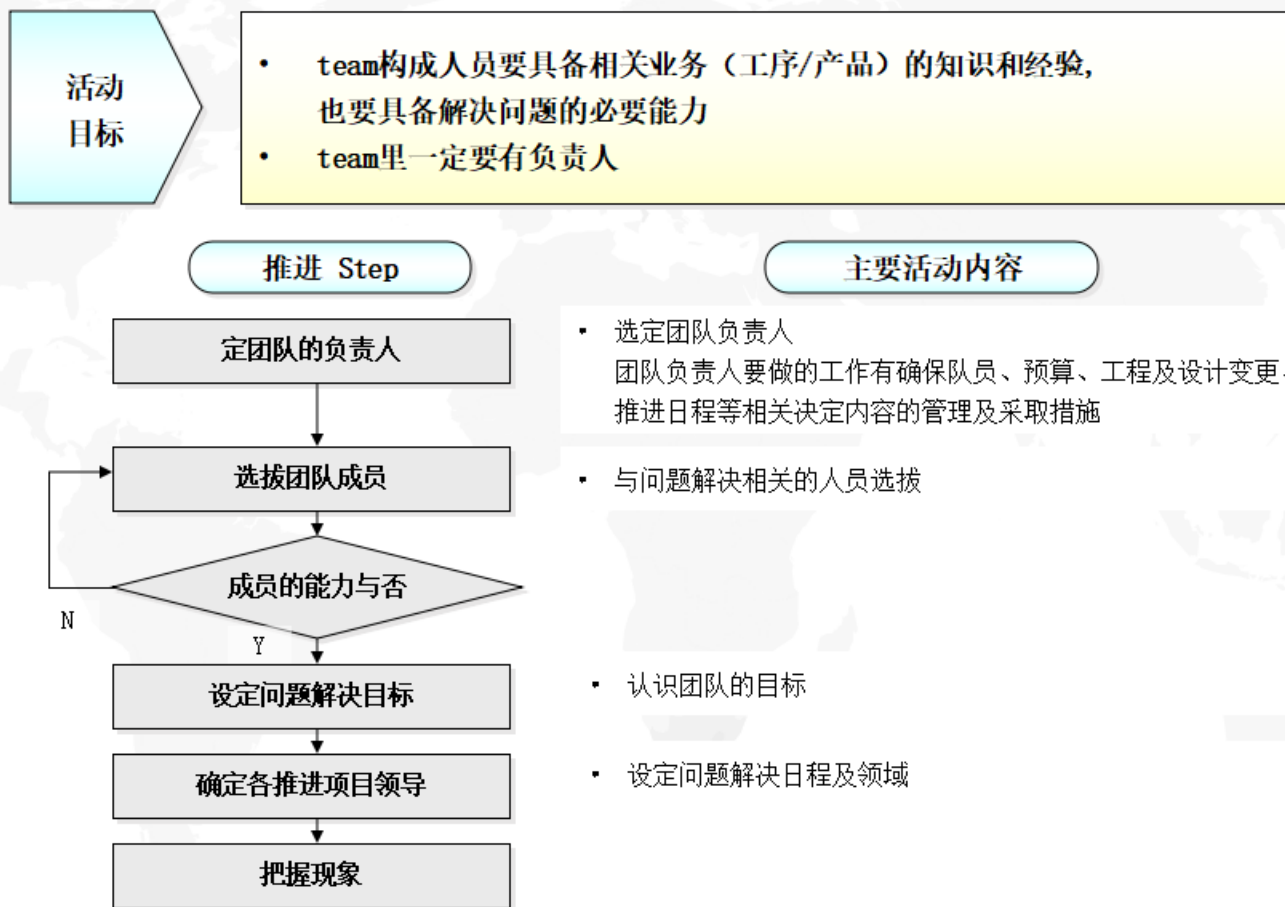 活动
目标
• team构成人员要具备相关业务（工序/产品）的知识和经验,
也要具备解决问题的必要能力
• team里一定要有负责人
推进 Step
主要活动内容
定团队的负责人
▪ 选定团队负责人
团队负责人要做的工作有确保队员、预算、工程及设计变更、
推进日程等相关决定内容的管理及采取措施
选拔团队成员
▪ 与问题解决相关的人员选拔
成员的能力与否
N
Y
设定问题解决目标
▪ 认识团队的目标
确定各推进项目领导
▪ 设定问题解决日程及领域
把握现象